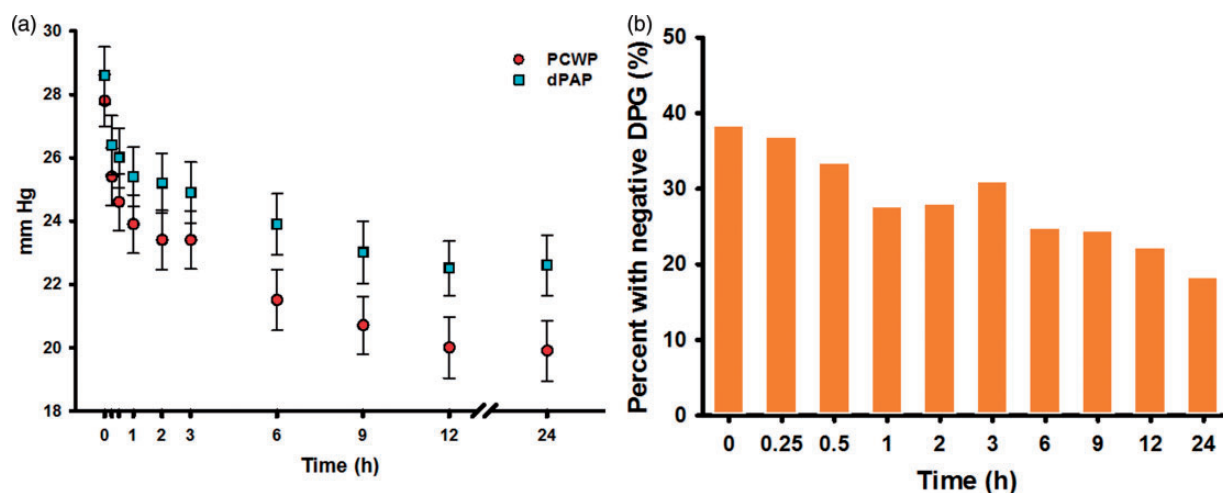 (a)
30
28
26
24
22
20
18
mm Hg
PCWP
dPAP
0 1 2 3 6 9 12 24
Time (h)
(b)
50
40
30
20
10
0
Percent with negative DPG (%)
0 0.25 0.5 1 2 3 6 9 12 24
Time (h)